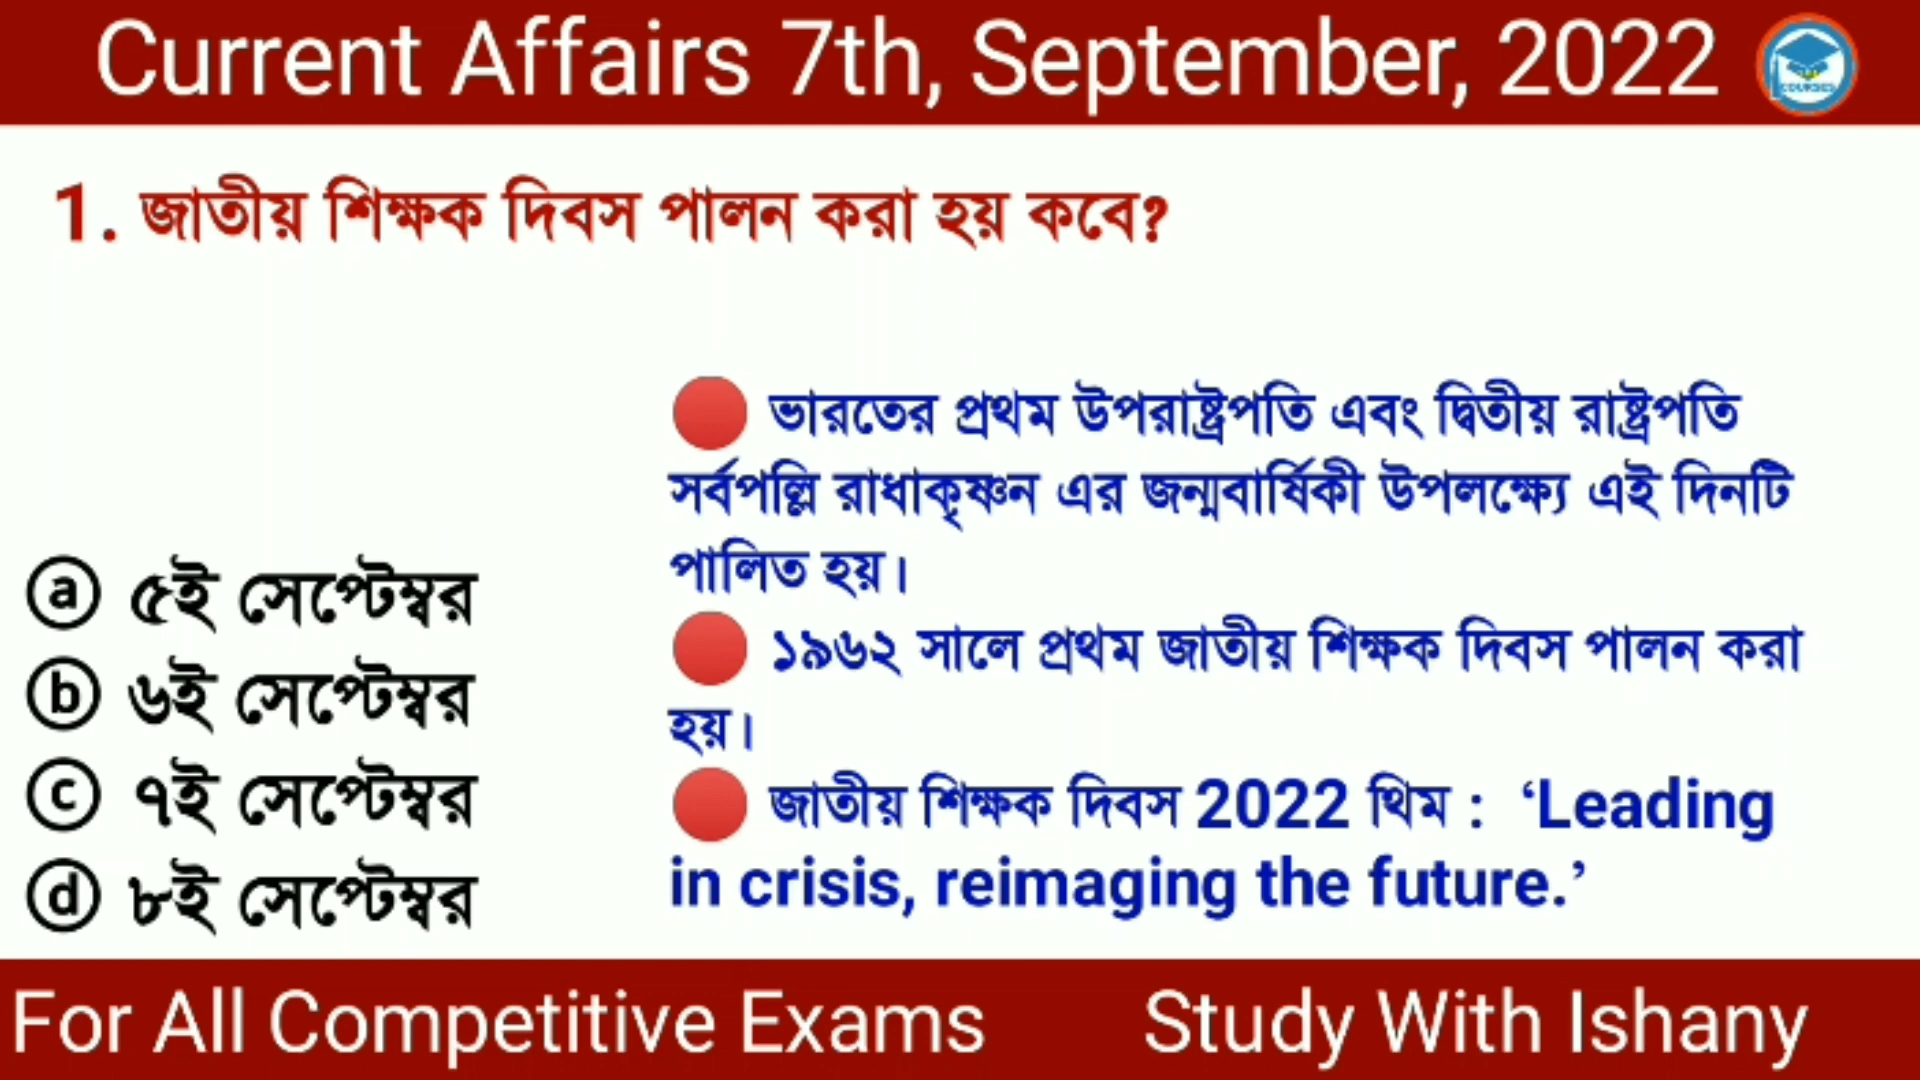 Current Affairs 7th, September, 2022
COURSES
1. জাতীয় শিক্ষক দিবস পালন করা হয় কবে?
ⓐ ৫ই সেপ্টেম্বর
ⓑ ৬ই সেপ্টেম্বর
ⓒ ৭ই সেপ্টেম্বর
ⓓ ৮ই সেপ্টেম্বর
🔴 ভারতের প্রথম উপরাষ্ট্রপতি এবং দ্বিতীয় রাষ্ট্রপতি
সর্বপল্লি রাধাকৃষ্ণন এর জন্মবার্ষিকী উপলক্ষ্যে এই দিনটি
পালিত হয়।
🔴 ১৯৬২ সালে প্রথম জাতীয় শিক্ষক দিবস পালন করা
হয়।
🔴 জাতীয় শিক্ষক দিবস 2022 থিম : ‘Leading
in crisis, reimaging the future.’
For All Competitive Exams
Study With Ishany